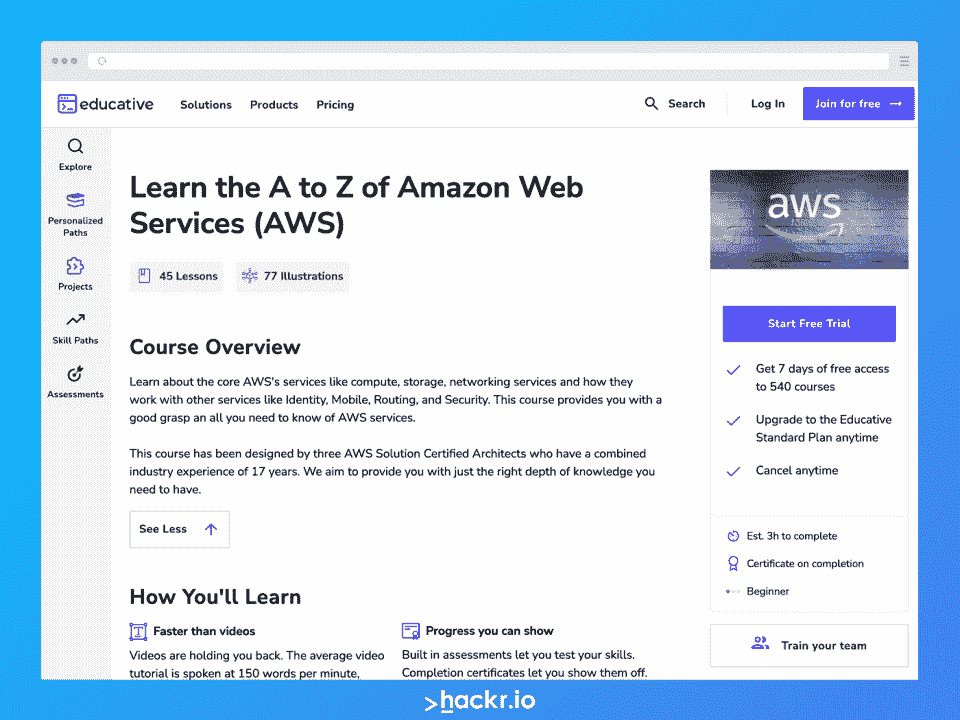 educative
Solutions Products Pricing
Search
Log In
Join for free
Explore
Personalized
Paths
Projects
Skill Paths
Assessments
Learn the A to Z of Amazon Web
Services (AWS)
45 Lessons
77 Illustrations
Course Overview
Learn about the core AWS's services like compute, storage, networking services and how they
work with other services like Identity, Mobile, Routing, and Security. This course provides you with a
good grasp an all you need to know of AWS services.
This course has been designed by three AWS Solution Certified Architects who have a combined
industry experience of 17 years. We aim to provide you with just the right depth of knowledge you
need to have.
See Less
How You'll Learn
Faster than videos
Videos are holding you back. The average video
tutorial is spoken at 150 words per minute,
Progress you can show
Built in assessments let you test your skills.
Completion certificates let you show them off.
aws
Start Free Trial
Get 7 days of free access
to 540 courses
Upgrade to the Educative
Standard Plan anytime
Cancel anytime
Est. 3h to complete
Certificate on completion
Beginner
Train your team
>hackr.io